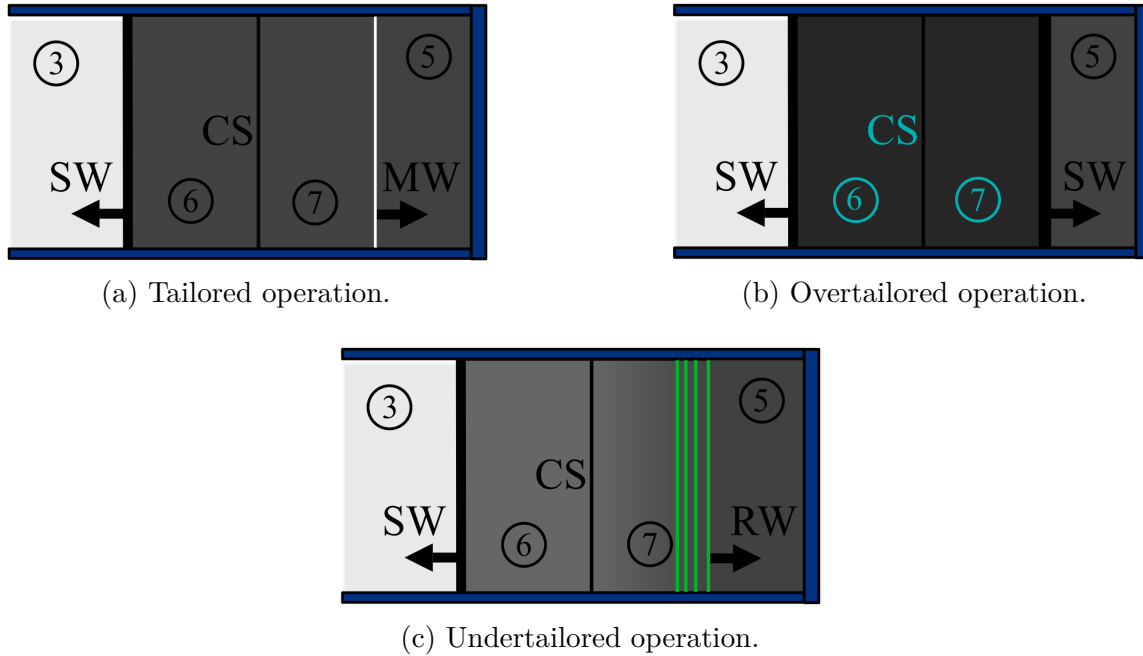 ③
⑤
CS
SW
MW
⑥
⑦
(a) Tailored operation.
③
⑤
CS
SW
SW
⑥
⑦
(b) Overtailored operation.
③
⑤
CS
SW
RW
⑥
⑦
(c) Undertailored operation.